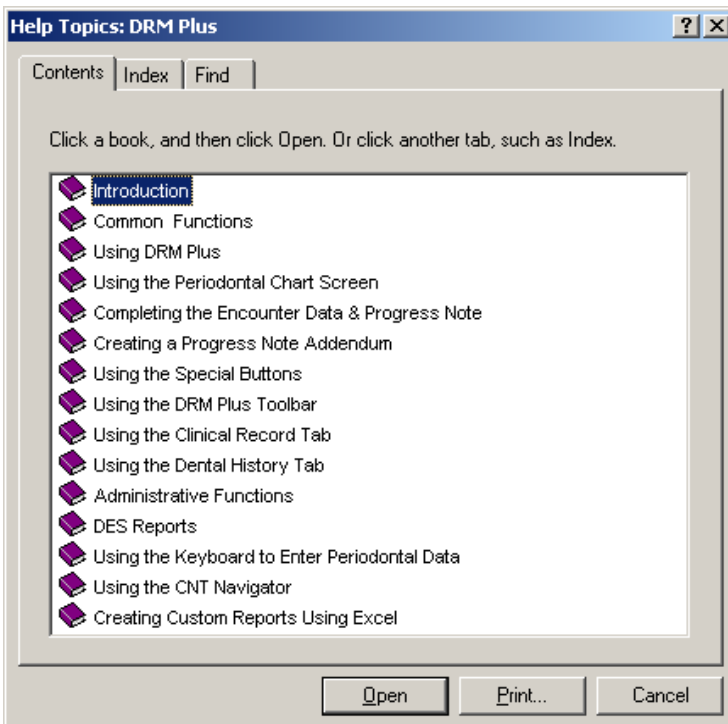 Help Topics: DRM Plus
Contents Index Find
Click a book, and then click Open. Or click another tab, such as Index.
Introduction
Common Functions
Using DRM Plus
Using the Periodontal Chart Screen
Completing the Encounter Data & Progress Note
Creating a Progress Note Addendum
Using the Special Buttons
Using the DRM Plus Toolbar
Using the Clinical Record Tab
Using the Dental History Tab
Administrative Functions
DES Reports
Using the Keyboard to Enter Periodontal Data
Using the CNT Navigator
Creating Custom Reports Using Excel
Open Print... Cancel